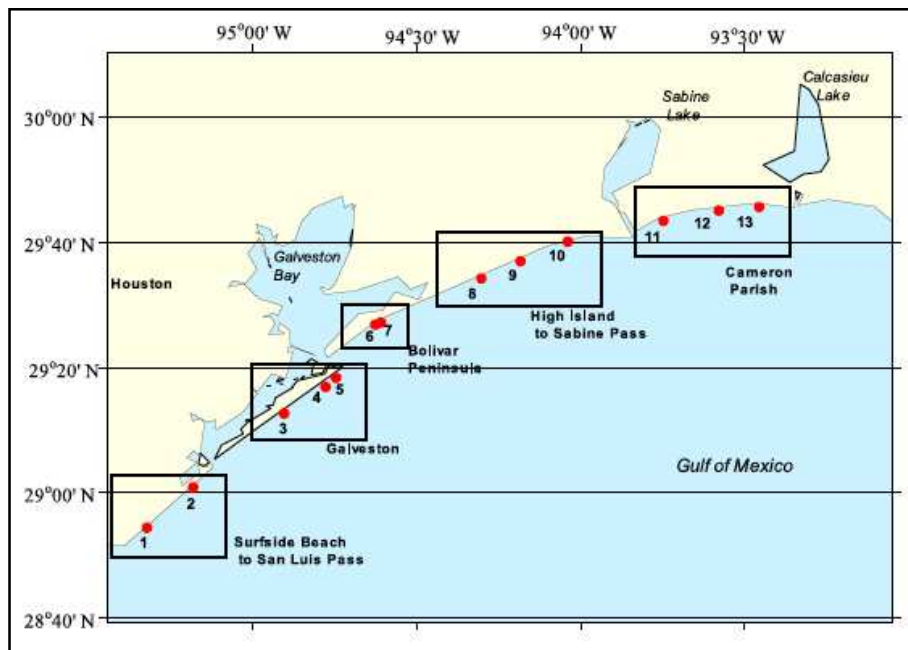 95°00' W
94°30' W
94°00' W
93°30' W
Calcasieu
Lake
Sabine
Lake
30°00' N
11
12
13
29°40' N
Galveston
Bay
10
9
8
Cameron
Parish
Houston
High Island
to Sabine Pass
6
7
Bolivar
Peninsula
29°20' N
4
5
3
Galveston
Gulf of Mexico
29°00' N
2
1
Surfside Beach
to San Luis Pass
28°40' N